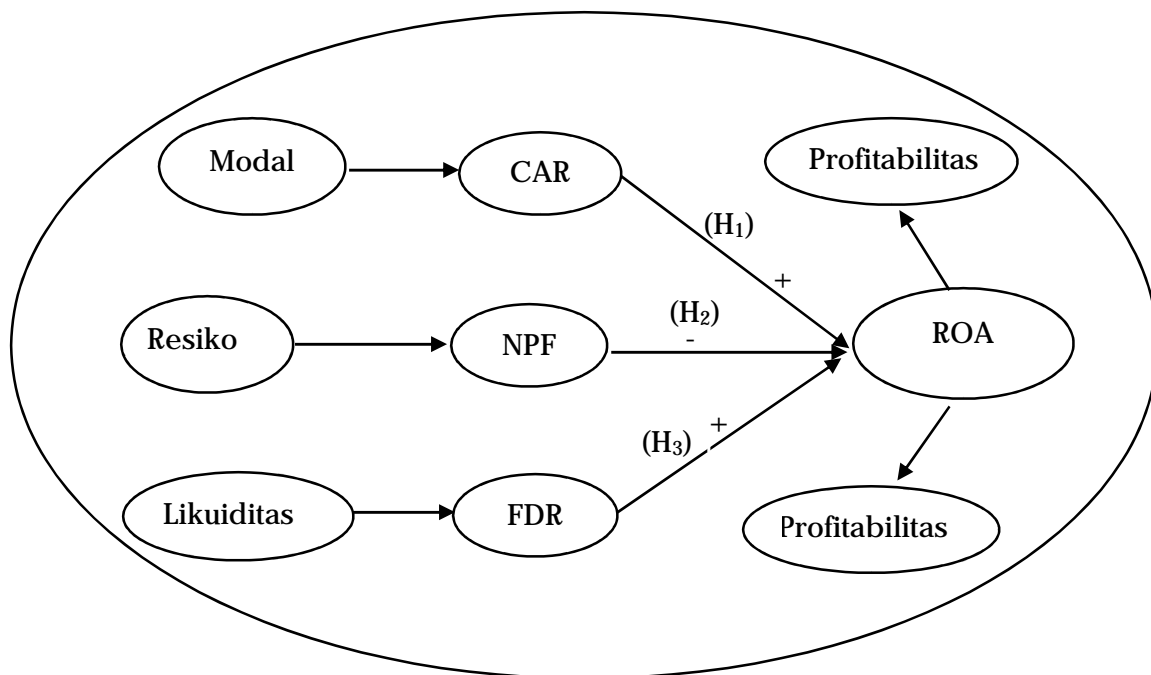 Modal
CAR
Profitabilitas
(H₁)
+
Resiko
NPF
(H₂)
-
ROA
Likuiditas
FDR
(H₃)
+
Profitabilitas